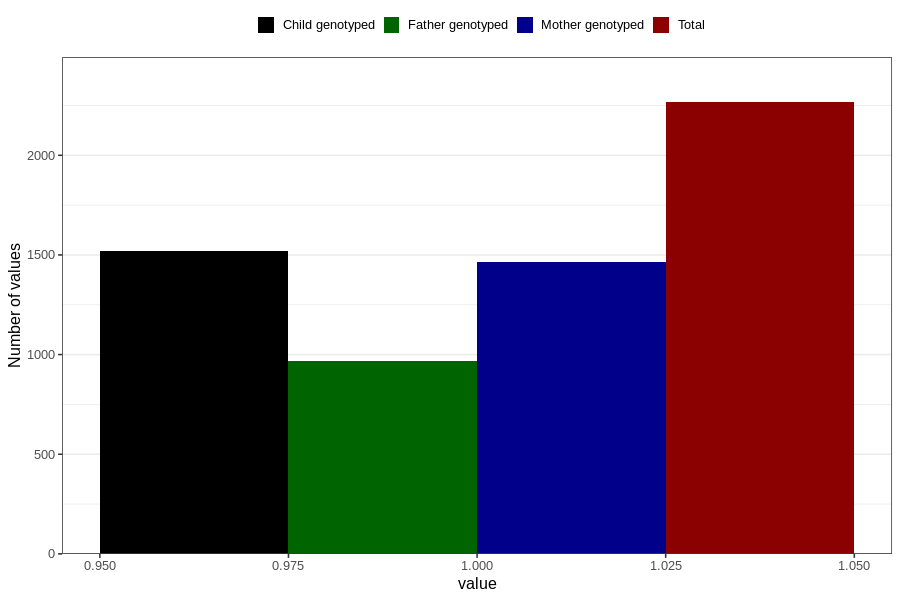 Child genotyped Father genotyped Mother genotyped Total
Number of values
2000
1500
1000
500
0
0.950 0.975 1.000 1.025 1.050
value